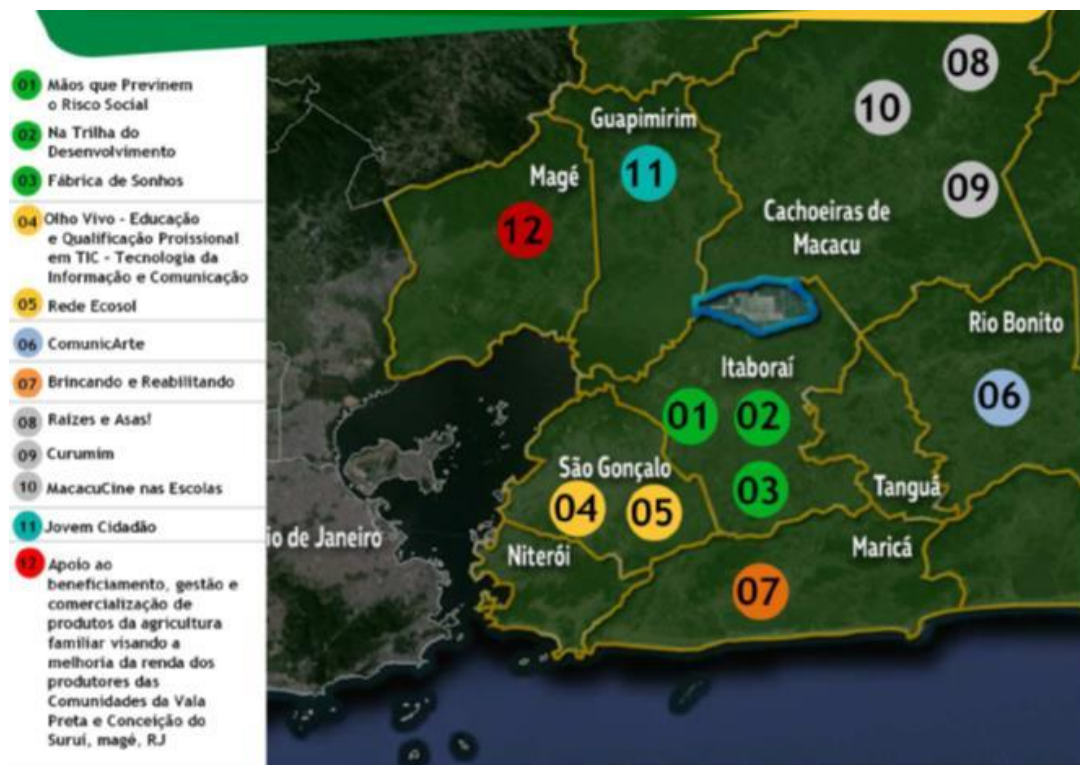 01 Mãos que Previnem
o Risco Social
02 Na Trilha do
Desenvolvimento
03 Fábrica de Sonhos
04 Olho Vivo - Educação
e Qualificação Proissional
em TIC - Tecnologia da
Informação e Comunicação
05 Rede Ecosol
06 ComunicArte
07 Brincando e Reabilitando
08 Raízes e Asas!
09 Curumim
10 MacacuCine nas Escolas
11 Jovem Cidadão
12 Apoio ao
beneficiamento, gestão e
comercialização de
produtos da agricultura
familiar visando a
melhoria da renda dos
produtores das
Comunidades da Vala
Preta e Conceição do
Suruí, magé, RJ
08
10
Guapimirim
11
Magé
09
12
Cachoeiras de
Macacu
Rio Bonito
Itaboraí
06
01
02
São Gonçalo
03
Tanguá
04
05
io de Janeiro
Niterói
Maricá
07